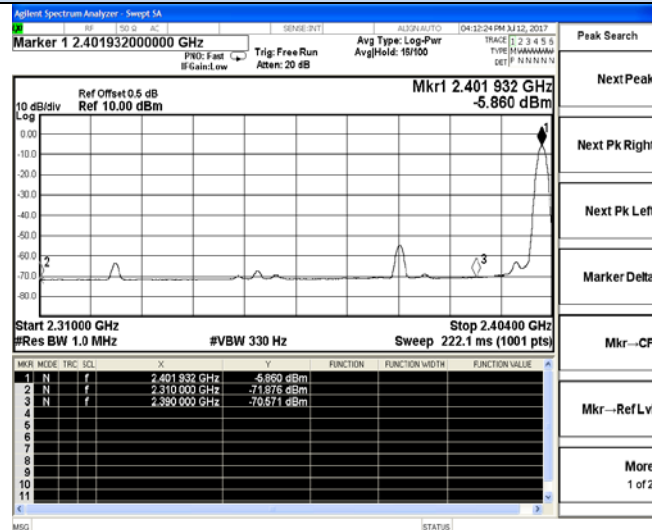 Agilent Spectrum Analyzer - Swept SA
RF 50 Ω AC SENSE:INT ALIGN AUTO 04:12:24 PM Jul 12, 2017
Marker 1 2.401932000000 GHz
PNO: Fast
IFGain:Low
Trig: Free Run
Atten: 20 dB
Avg Type: Log-Pwr
Avg|Hold: 16/100
TRACE 1 2 3 4 5 6
TYPE
DET P N N N N N
Peak Search
Next Peak
Next Pk Right
Next Pk Left
Marker Delta
Mkr→CF
Mkr→Ref Lvl
More
1 of 2
Mkr1 2.401 932 GHz
-5.860 dBm
Ref Offset 0.5 dB
10 dB/div Ref 10.00 dBm
Log
0.00
-10.0
-20.0
-30.0
-40.0
-50.0
-60.0
-70.0
-80.0
1
2
3
Start 2.31000 GHz Stop 2.40400 GHz
#Res BW 1.0 MHz #VBW 330 Hz Sweep 222.1 ms (1001 pts)
MKR MODE TRC SCL X Y FUNCTION FUNCTION WIDTH FUNCTION VALUE
1 N f 2.401 932 GHz -5.860 dBm
2 N f 2.310 000 GHz -71.876 dBm
3 N f 2.390 000 GHz -70.571 dBm
4
5
6
7
8
9
10
11
MSG STATUS